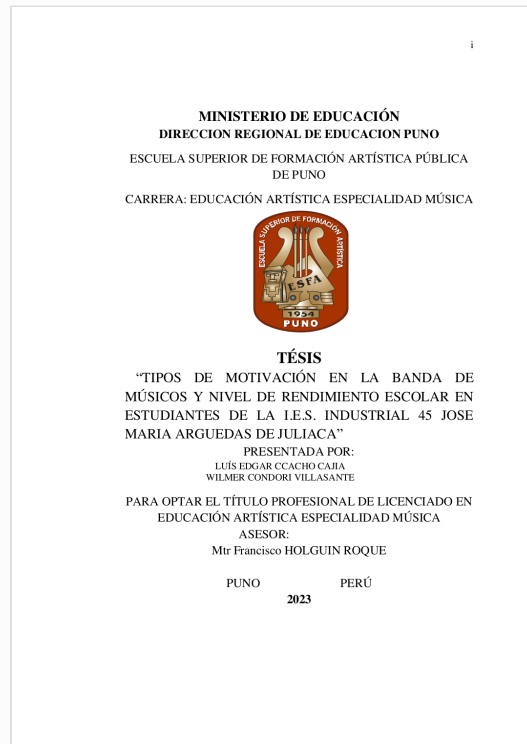 i
MINISTERIO DE EDUCACIÓN
DIRECCION REGIONAL DE EDUCACION PUNO
ESCUELA SUPERIOR DE FORMACIÓN ARTÍSTICA PÚBLICA
DE PUNO
CARRERA: EDUCACIÓN ARTÍSTICA ESPECIALIDAD MÚSICA
ESCUELA SUPERIOR DE FORMACIÓN ARTÍSTICA
ESFA
1954
PUNO
TÉSIS
“TIPOS DE MOTIVACIÓN EN LA BANDA DE
MÚSICOS Y NIVEL DE RENDIMIENTO ESCOLAR EN
ESTUDIANTES DE LA I.E.S. INDUSTRIAL 45 JOSE
MARIA ARGUEDAS DE JULIACA”
PRESENTADA POR:
LUÍS EDGAR CCACHO CAJIA
WILMER CONDORI VILLASANTE
PARA OPTAR EL TÍTULO PROFESIONAL DE LICENCIADO EN
EDUCACIÓN ARTÍSTICA ESPECIALIDAD MÚSICA
ASESOR:
Mtr Francisco HOLGUIN ROQUE
PUNO PERÚ
2023